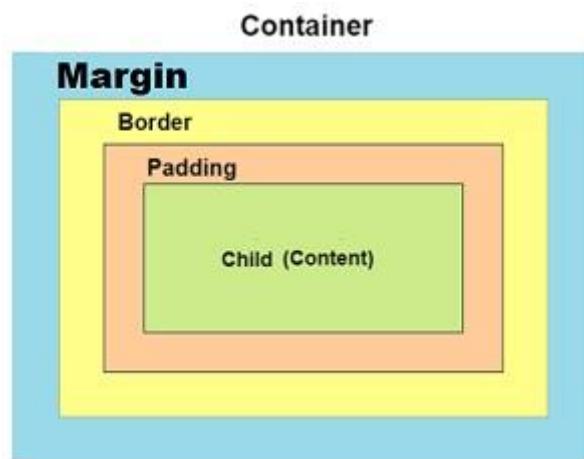 Container
Margin
Border
Padding
Child (Content)